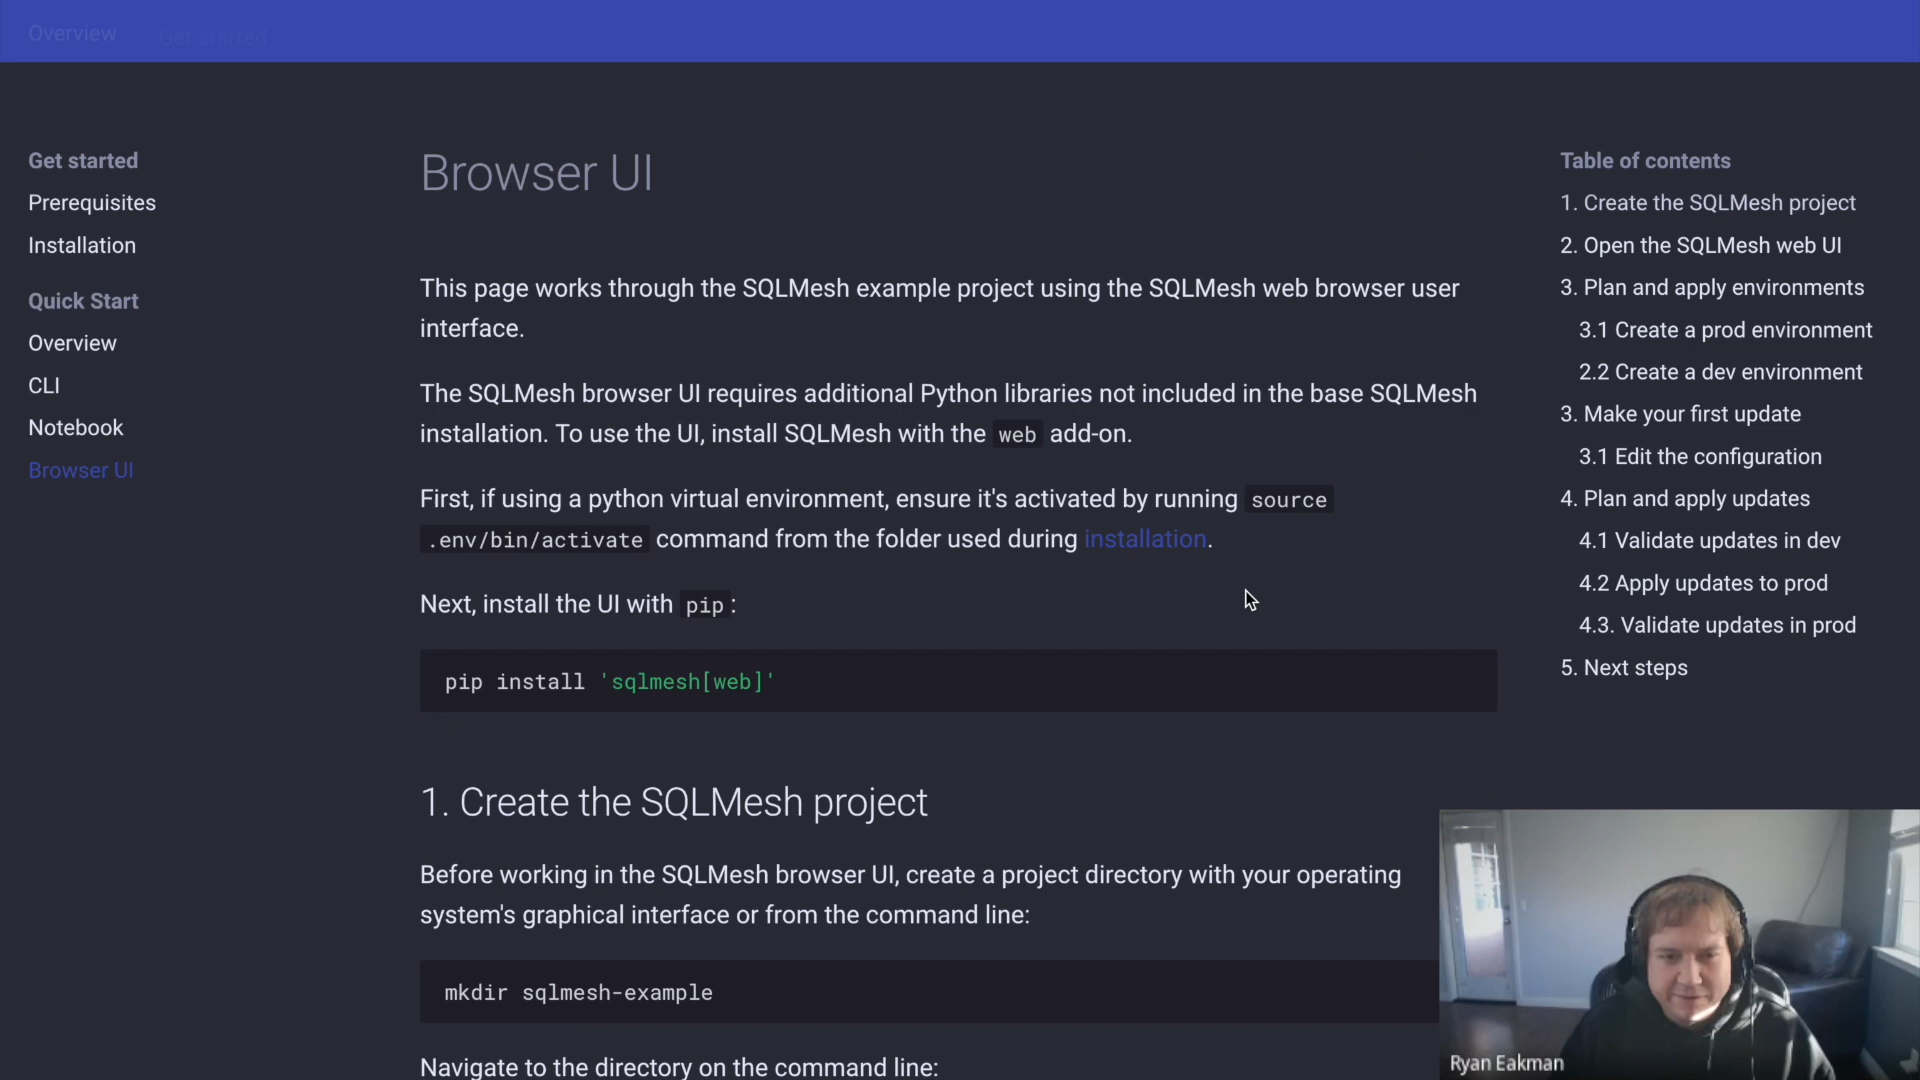 Overview
Get started
Get started
Prerequisites
Installation
Quick Start
Overview
CLI
Notebook
Browser UI
Browser UI
This page works through the SQLMesh example project using the SQLMesh web browser user
interface.
The SQLMesh browser UI requires additional Python libraries not included in the base SQLMesh
installation. To use the UI, install SQLMesh with the web add-on.
First, if using a python virtual environment, ensure it's activated by running source
.env/bin/activate command from the folder used during installation.
Next, install the UI with pip:
pip install 'sqlmesh[web]'
1. Create the SQLMesh project
Before working in the SQLMesh browser UI, create a project directory with your operating
system's graphical interface or from the command line:
mkdir sqlmesh-example
Navigate to the directory on the command line:
Table of contents
1. Create the SQLMesh project
2. Open the SQLMesh web UI
3. Plan and apply environments
3.1 Create a prod environment
2.2 Create a dev environment
3. Make your first update
3.1 Edit the configuration
4. Plan and apply updates
4.1 Validate updates in dev
4.2 Apply updates to prod
4.3. Validate updates in prod
5. Next steps
Ryan Eakman